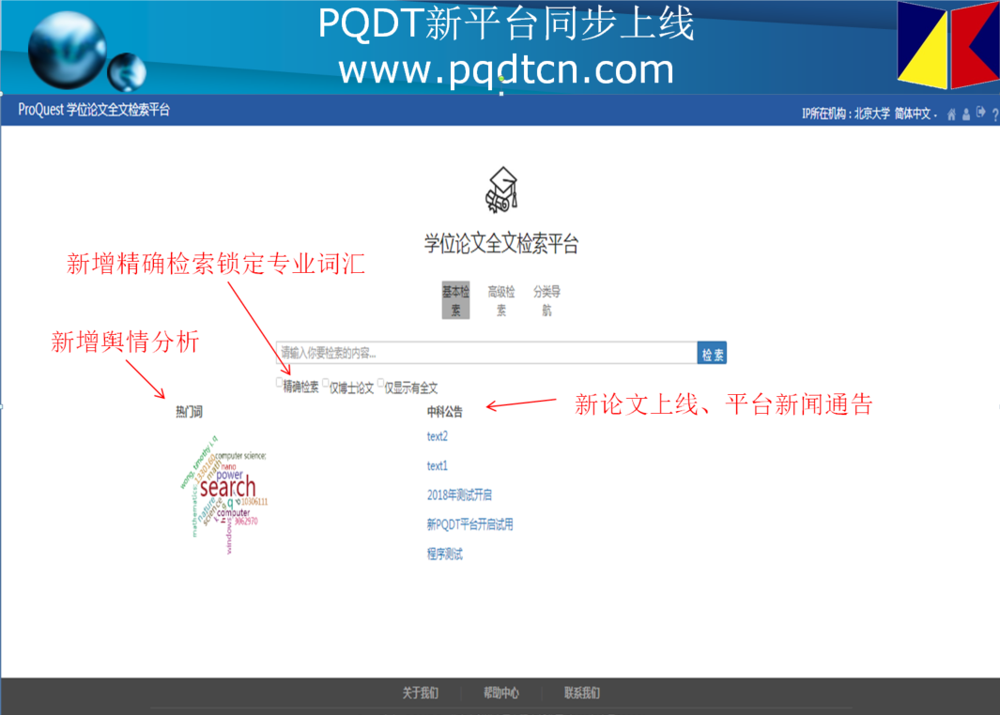 PQDT新平台同步上线
www.pqdtcn.com
ProQuest 学位论文全文检索平台
IP所在机构：北京大学 简体中文
学位论文全文检索平台
新增精确检索锁定专业词汇
基本检
索
高级检
索
分类导
航
新增舆情分析
请输入你要检索的内容...
检 索
精确检索 仅博士论文 仅显示有全文
热门词
中科公告
新论文上线、平台新闻通告
text2
text1
2018年测试开启
新PQDT平台开启试用
程序测试
wong, timothy i. q
computer science;
1330160
nano
math
power
search
mathematics;
nature
science
q
10306111
computer
3062970
windows
关于我们
帮助中心
联系我们